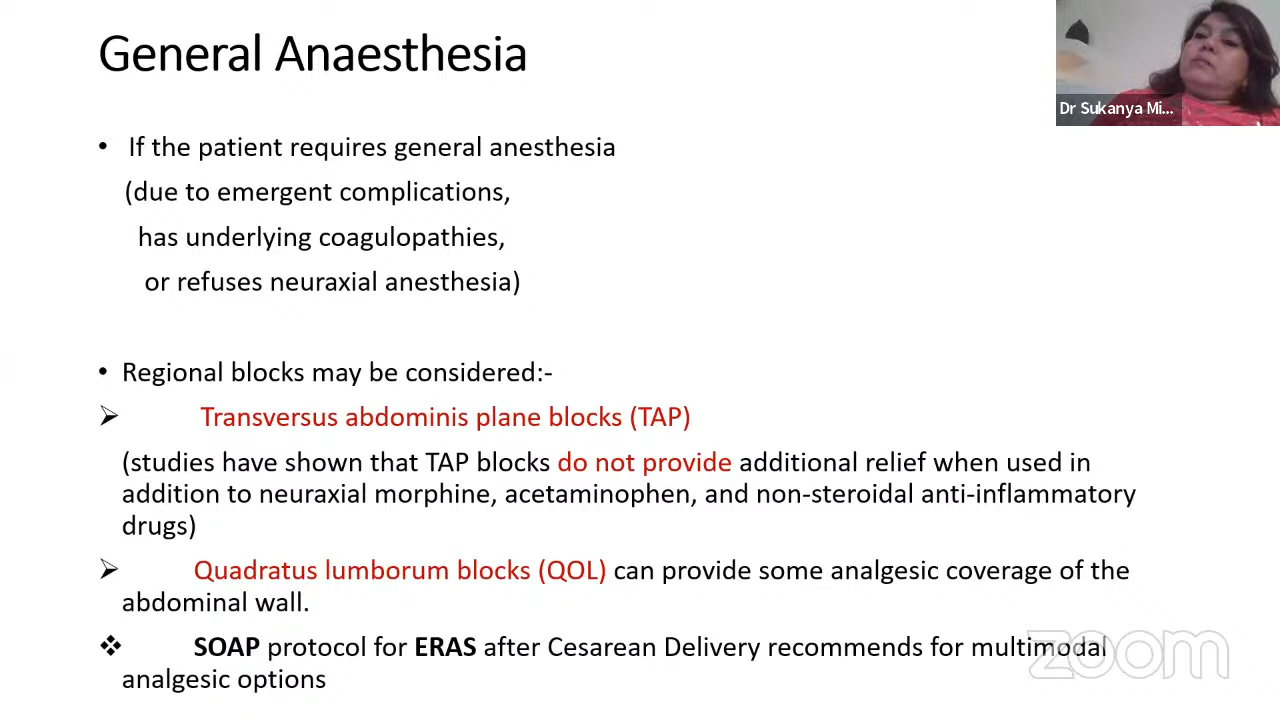 General Anaesthesia
Dr Sukanya Mi...
• If the patient requires general anesthesia
(due to emergent complications,
has underlying coagulopathies,
or refuses neuraxial anesthesia)
• Regional blocks may be considered:-
➢ Transversus abdominis plane blocks (TAP)
(studies have shown that TAP blocks do not provide additional relief when used in
addition to neuraxial morphine, acetaminophen, and non-steroidal anti-inflammatory
drugs)
➢ Quadratus lumborum blocks (QOL) can provide some analgesic coverage of the
abdominal wall.
❖ SOAP protocol for ERAS after Cesarean Delivery recommends for multimodal
analgesic options
zoom